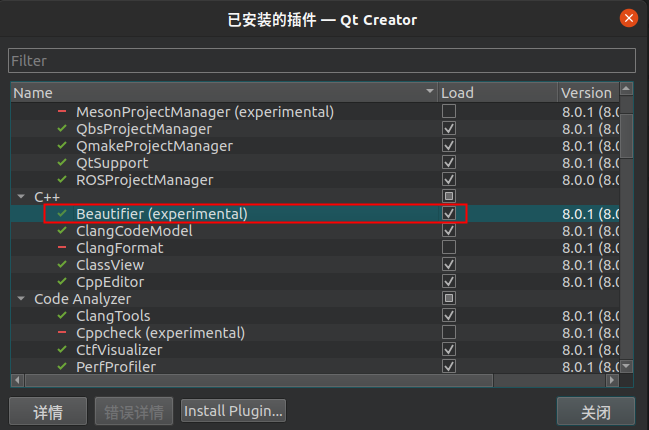 已安装的插件 — Qt Creator
Filter
Name Load Version
MesonProjectManager (experimental) 8.0.1 (8.0
QbsProjectManager 8.0.1 (8.0
QmakeProjectManager 8.0.1 (8.0
QtSupport 8.0.1 (8.0
ROSProjectManager 8.0.0 (8.0
C++
Beautifier (experimental) 8.0.1 (8.0
ClangCodeModel 8.0.1 (8.0
ClangFormat 8.0.1 (8.0
ClassView 8.0.1 (8.0
CppEditor 8.0.1 (8.0
Code Analyzer
ClangTools 8.0.1 (8.0
Cppcheck (experimental) 8.0.1 (8.0
CtfVisualizer 8.0.1 (8.0
PerfProfiler 8.0.1 (8.0
详情 错误详情 Install Plugin... 关闭